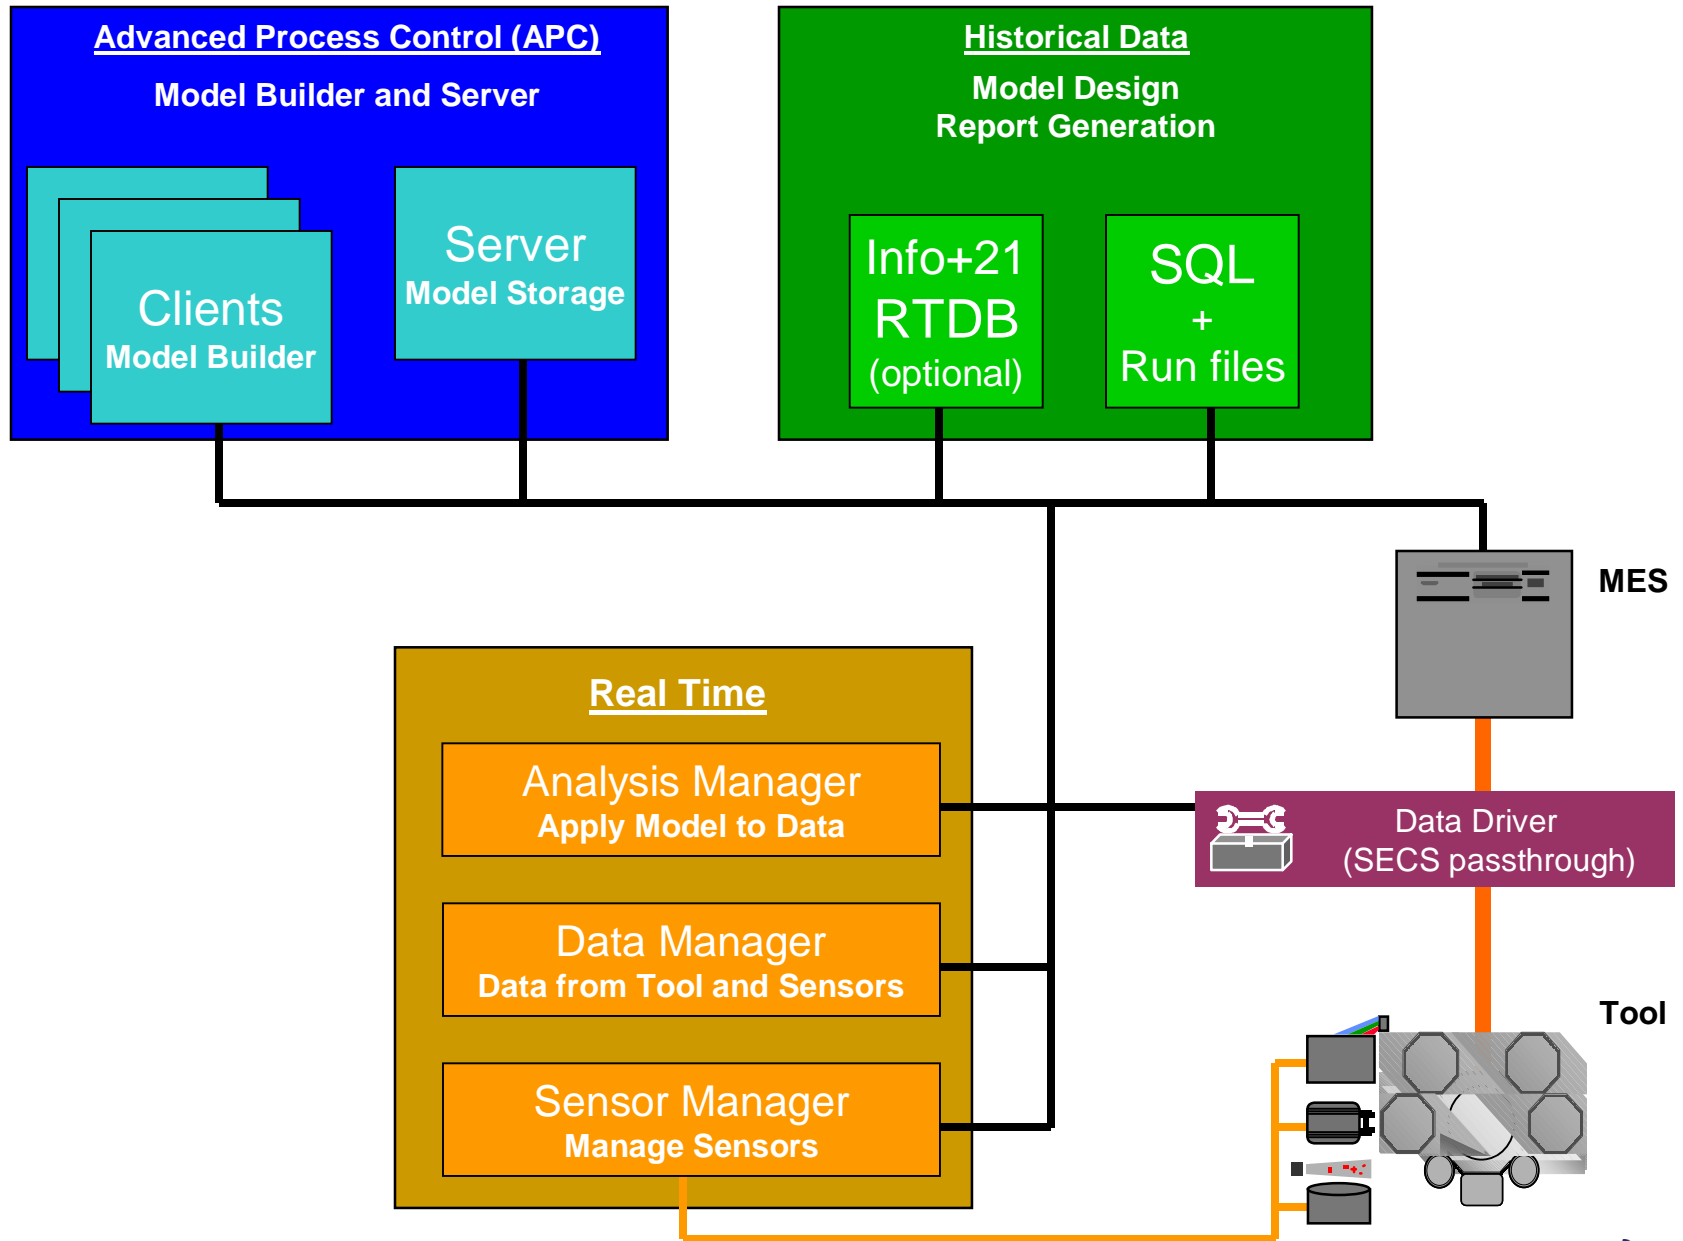 Advanced Process Control (APC)
Model Builder and Server
Clients
Model Builder
Server
Model Storage
Historical Data
Model Design
Report Generation
Info+21
RTDB
(optional)
SQL
+
Run files
MES
Real Time
Analysis Manager
Apply Model to Data
Data Manager
Data from Tool and Sensors
Sensor Manager
Manage Sensors
Data Driver
(SECS passthrough)
Tool